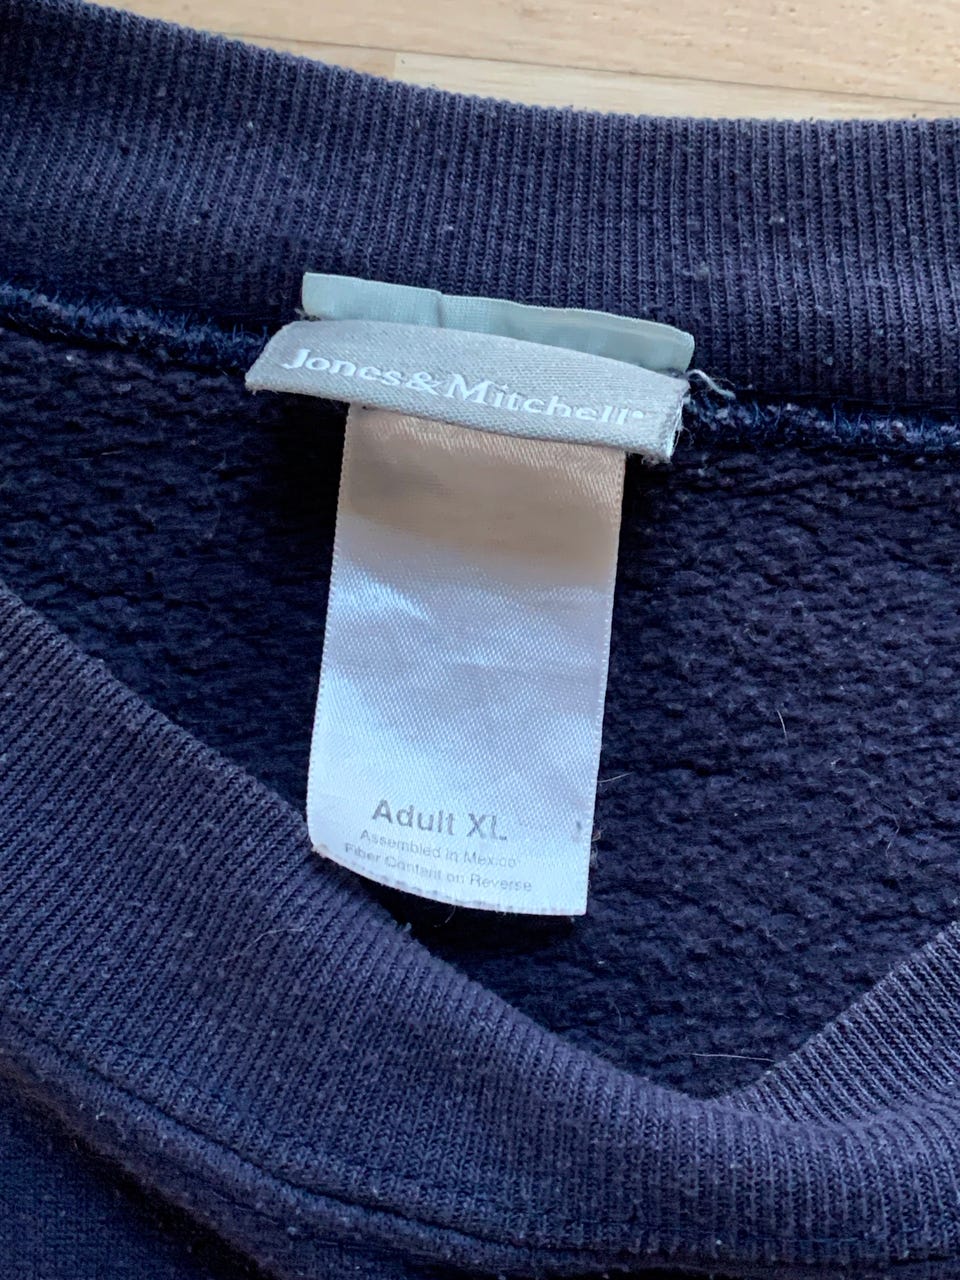 Jones&Mitchell
Adult XL
Assembled in Mexico
Fiber Content on Reverse